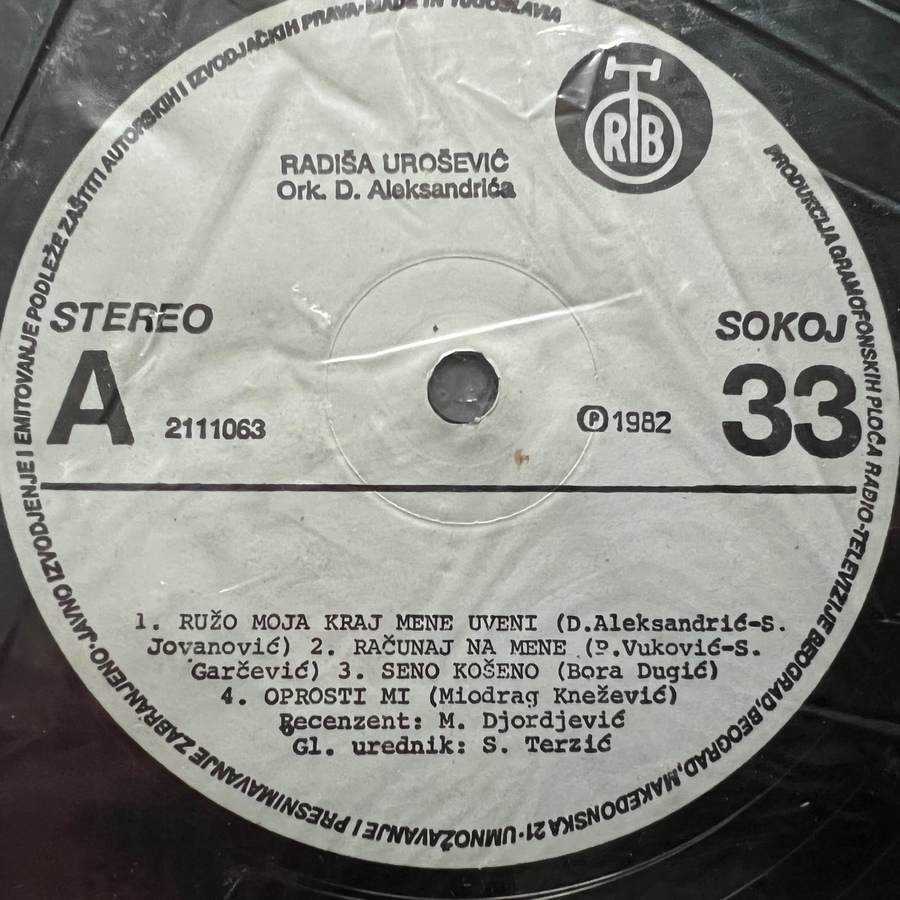 PRODUKCIJA GRAMOFONSKIH PLOČA RADIO-TELEVIZIJE BEOGRAD, BEOGRAD, MAKEDONSKA 21 · UMNOŽAVANJE I PRESNIMAVANJE ZABRANJENO · JAVNO IZVODJENJE I EMITOVANJE PODLEŽE ZAŠTITI AUTORSKIH I IZVODJAČKIH PRAVA · MADE IN YUGOSLAVIA
RTB
RADIŠA UROŠEVIĆ
Ork. D. Aleksandrića
STEREO
SOKOJ
A
2111063
℗ 1982
33
1. RUŽO MOJA KRAJ MENE UVENI (D.Aleksandrić-S.
Jovanović) 2. RAČUNAJ NA MENE (P.Vuković-S.
Garčević) 3. SENO KOŠENO (Bora Dugić)
4. OPROSTI MI (Miodrag Knežević)
Recenzent: M. Djordjević
Gl. urednik: S. Terzić